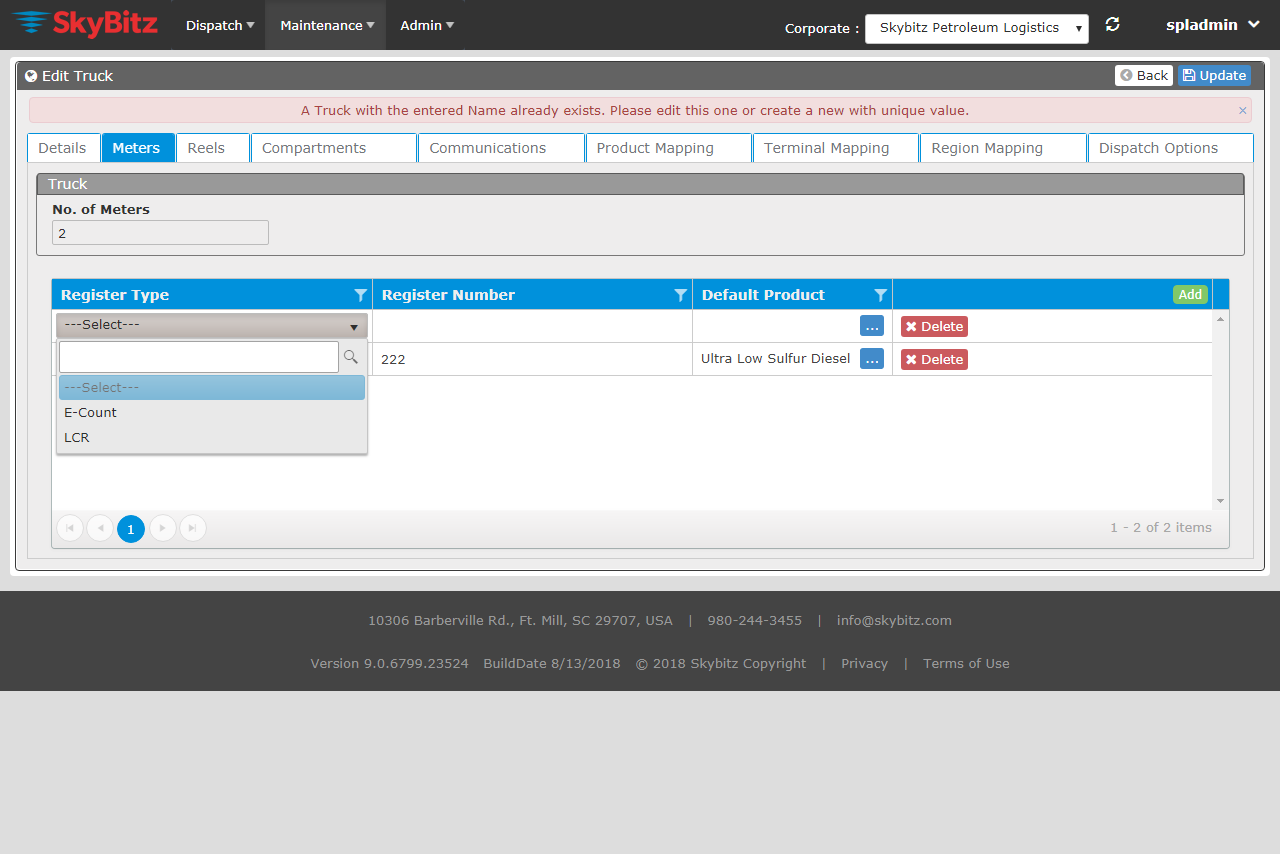 SkyBitz Dispatch Maintenance Admin Corporate : Skybitz Petroleum Logistics spladmin
Edit Truck Back Update
A Truck with the entered Name already exists. Please edit this one or create a new with unique value. ×
Details Meters Reels Compartments Communications Product Mapping Terminal Mapping Region Mapping Dispatch Options
Truck
No. of Meters
2
Register Type Register Number Default Product Add
---Select--- ... Delete
222 Ultra Low Sulfur Diesel ... Delete
---Select---
E-Count
LCR
1 1 - 2 of 2 items
10306 Barberville Rd., Ft. Mill, SC 29707, USA | 980-244-3455 | info@skybitz.com
Version 9.0.6799.23524 BuildDate 8/13/2018 © 2018 Skybitz Copyright | Privacy | Terms of Use